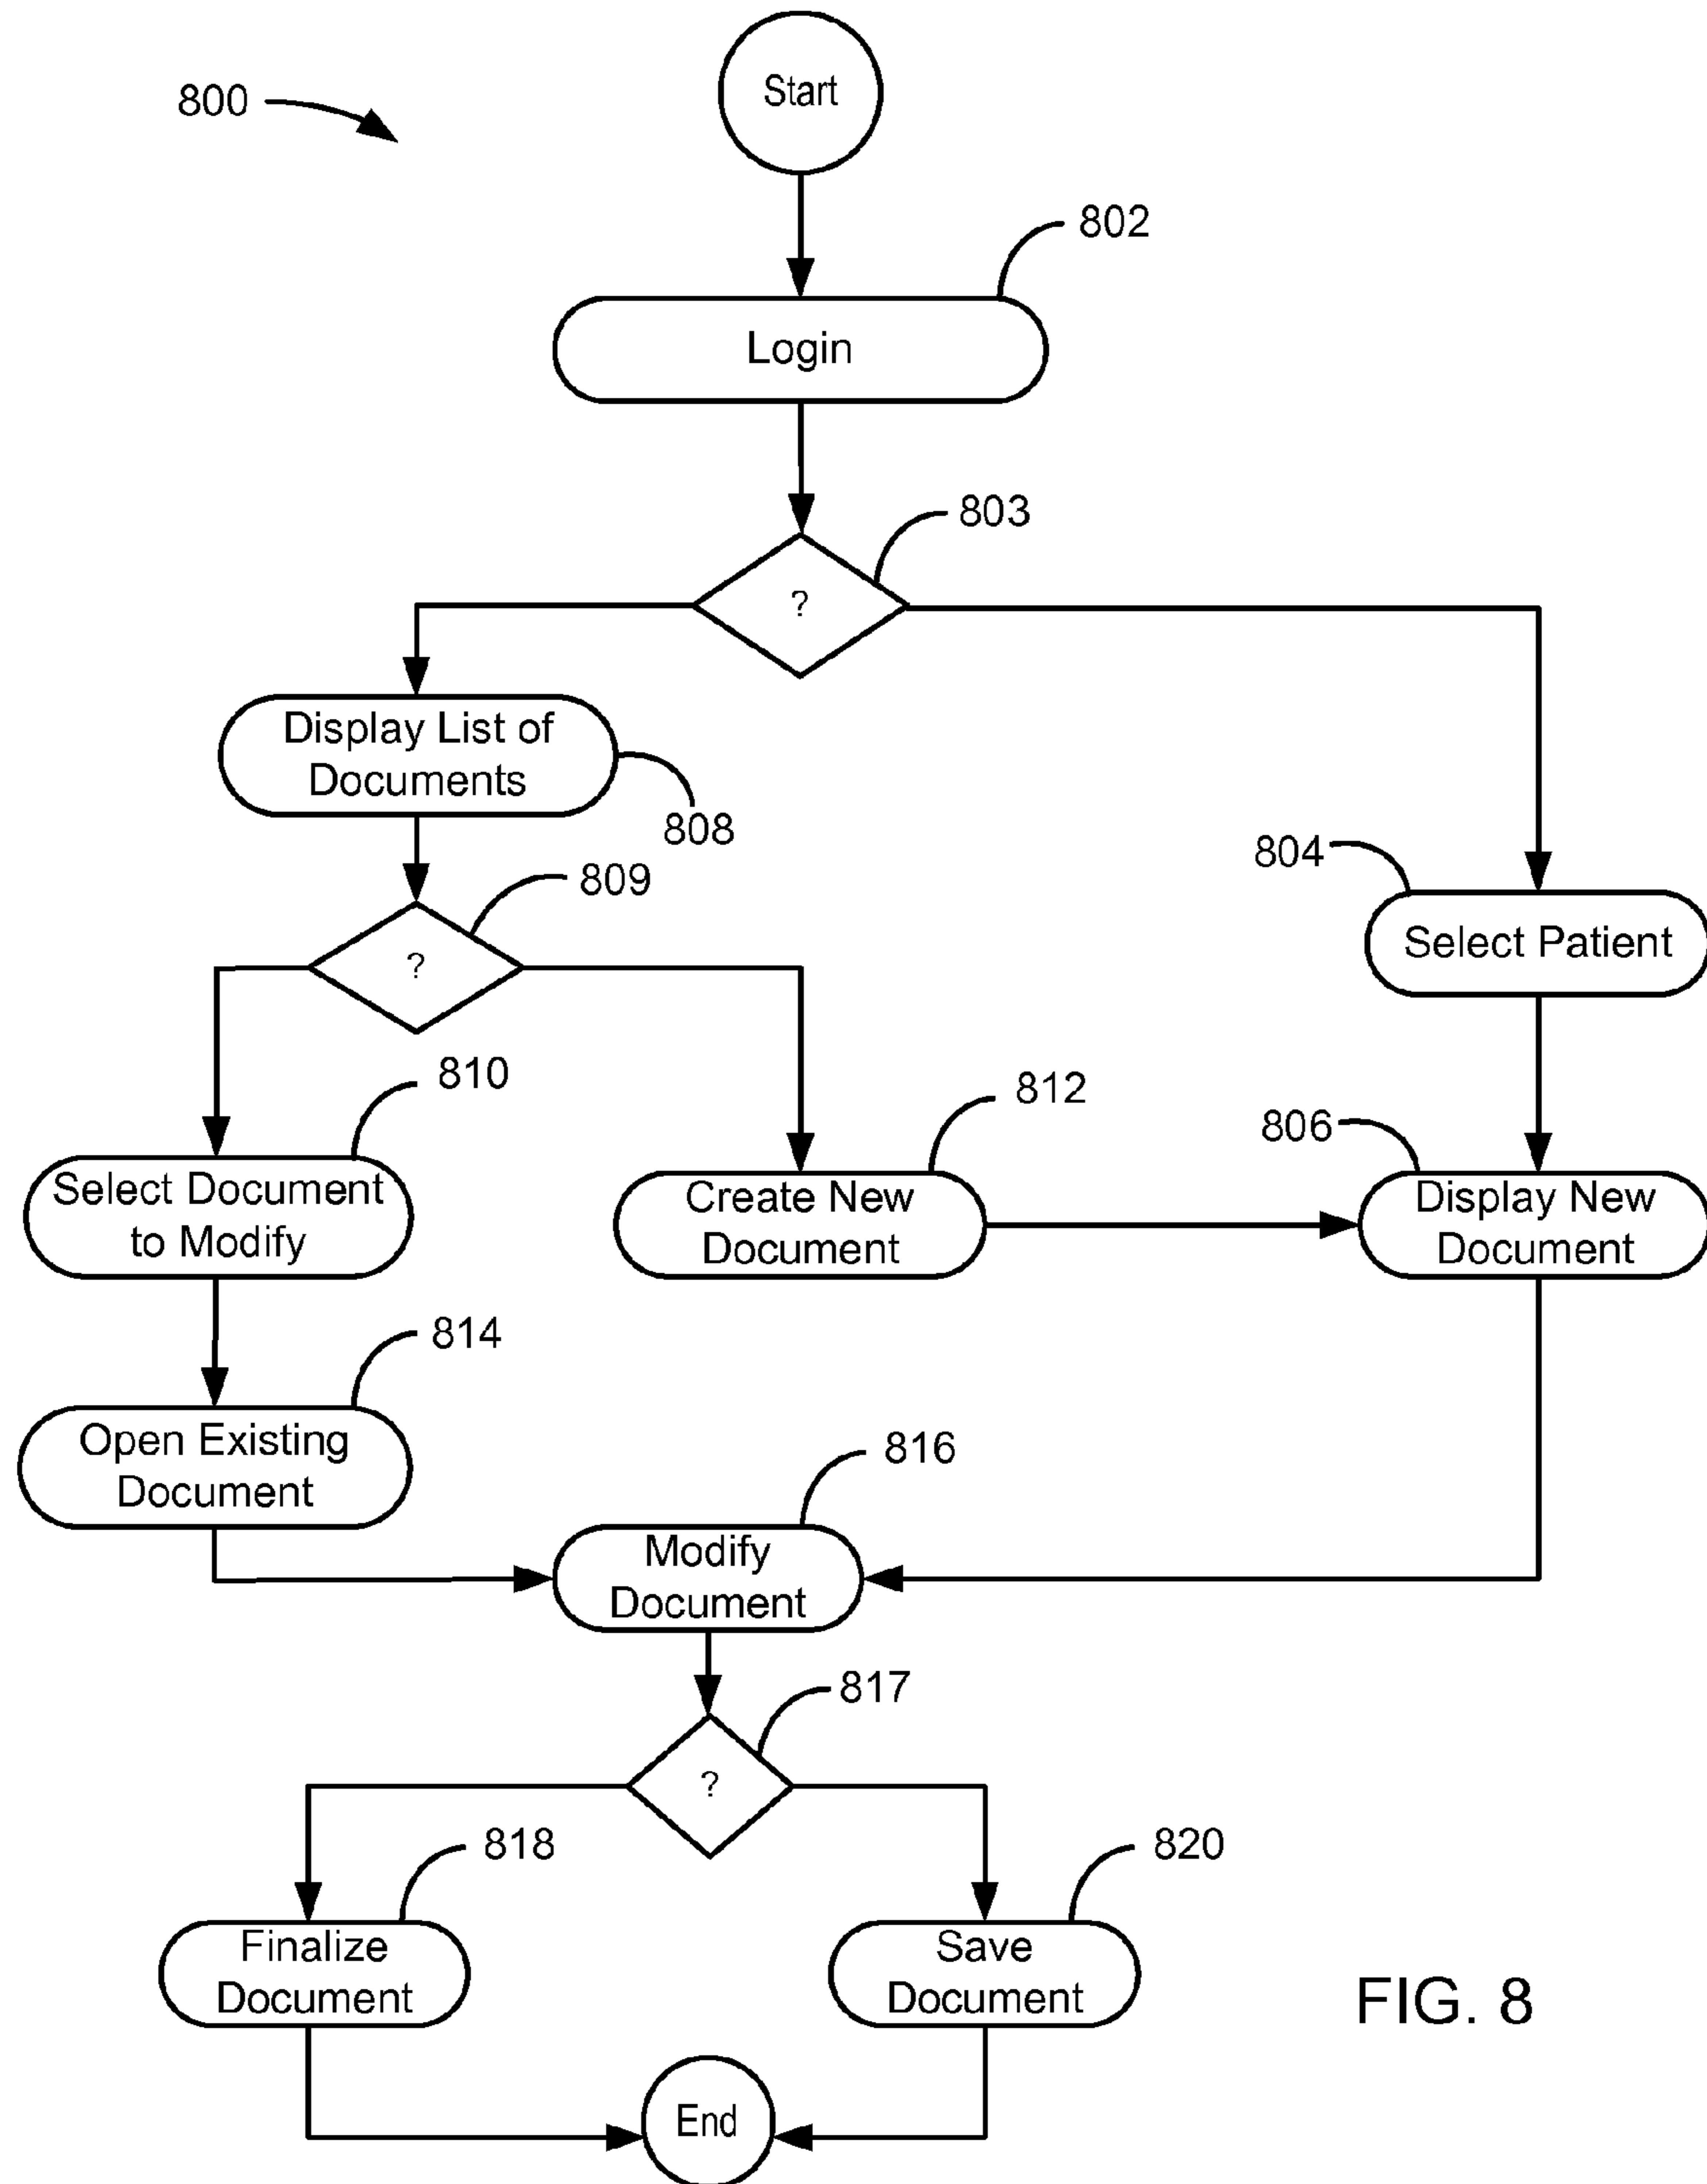 Start
800
802
Login
803
?
Display List of
Documents
808
804
809
Select Patient
?
810
812
806
Select Document
to Modify
Create New
Document
Display New
Document
814
Open Existing
Document
816
Modify
Document
817
?
818
820
Finalize
Document
Save
Document
FIG. 8
End